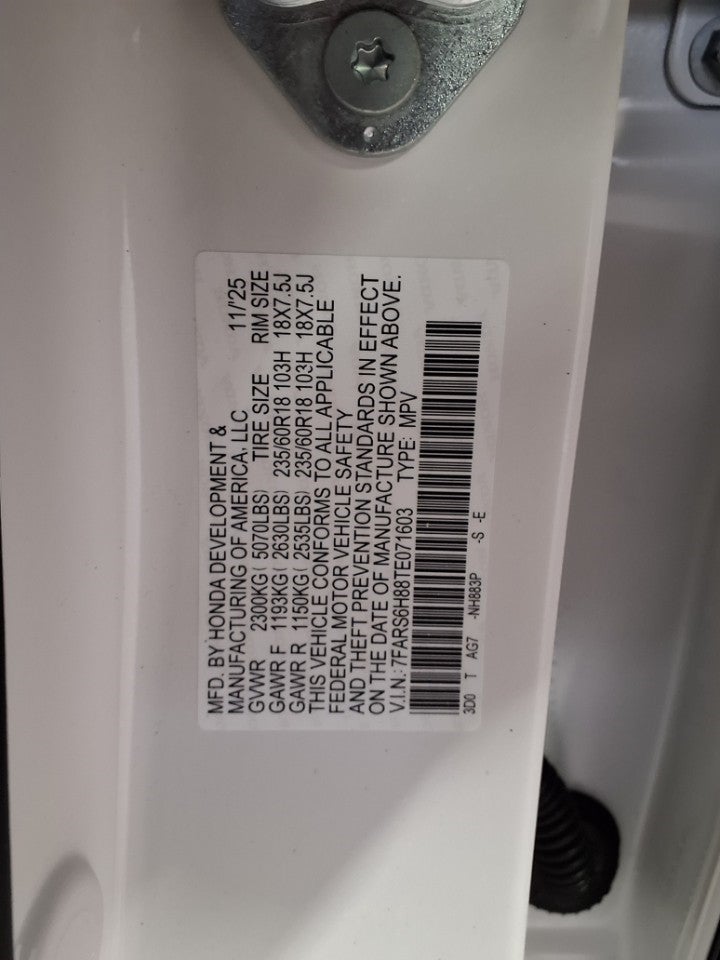 MFD. BY HONDA DEVELOPMENT &
MANUFACTURING OF AMERICA, LLC 11/'25
GVWR 2300KG( 5070LBS) TIRE SIZE RIM SIZE
GAWR F 1193KG( 2630LBS) 235/60R18 103H 18X7.5J
GAWR R 1150KG( 2535LBS) 235/60R18 103H 18X7.5J
THIS VEHICLE CONFORMS TO ALL APPLICABLE
FEDERAL MOTOR VEHICLE SAFETY
AND THEFT PREVENTION STANDARDS IN EFFECT
ON THE DATE OF MANUFACTURE SHOWN ABOVE.
V.I.N.: 7FARS6H88TE071603 TYPE: MPV
3D0 T AG7 -NH883P -S -E